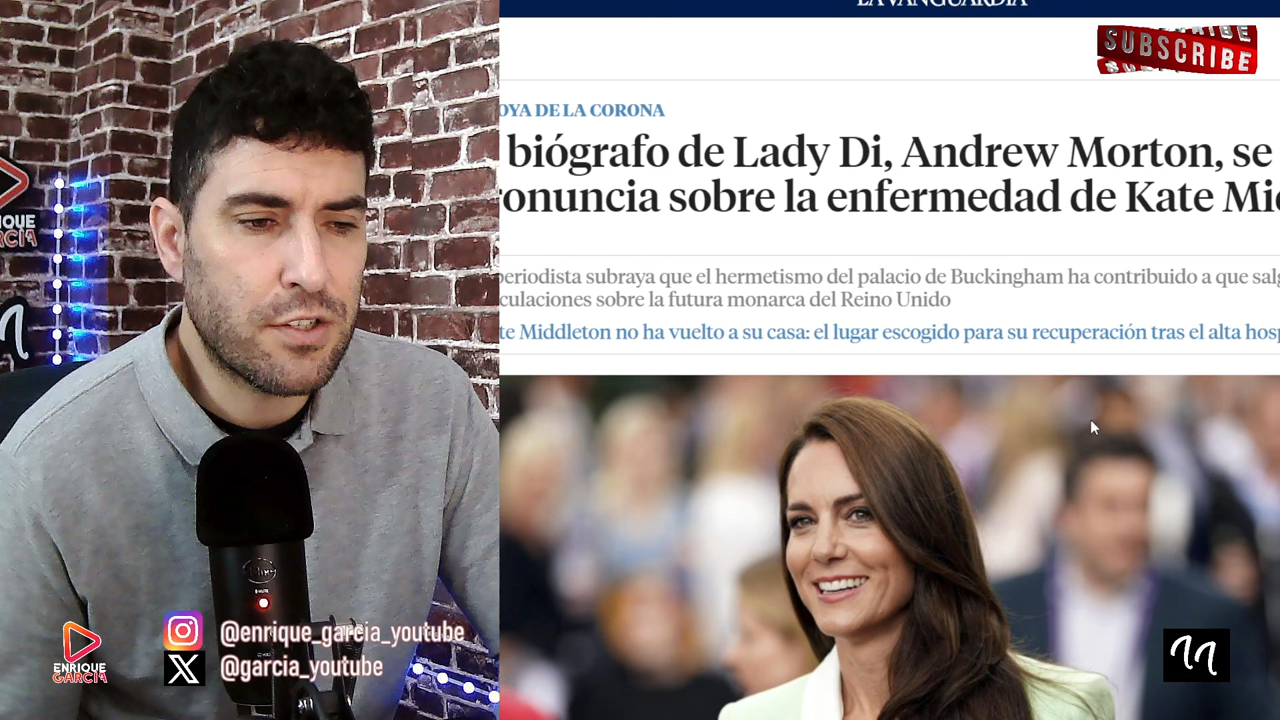 LA VANGUARDIA
SUBSCRIBE
OYA DE LA CORONA
biógrafo de Lady Di, Andrew Morton, se
onuncia sobre la enfermedad de Kate Mi
periodista subraya que el hermetismo del palacio de Buckingham ha contribuido a que salg
culaciones sobre la futura monarca del Reino Unido
te Middleton no ha vuelto a su casa: el lugar escogido para su recuperación tras el alta hosp
@enrique_garcia_youtube
@garcia_youtube
ENRIQUE
GARCIA